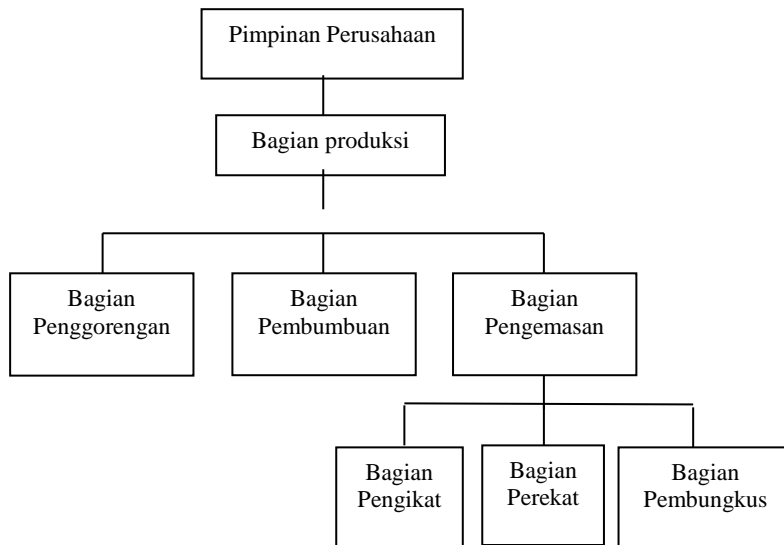 Pimpinan Perusahaan
Bagian produksi
Bagian
Penggorengan
Bagian
Pembumbuan
Bagian
Pengemasan
Bagian
Pengikat
Bagian
Perekat
Bagian
Pembungkus